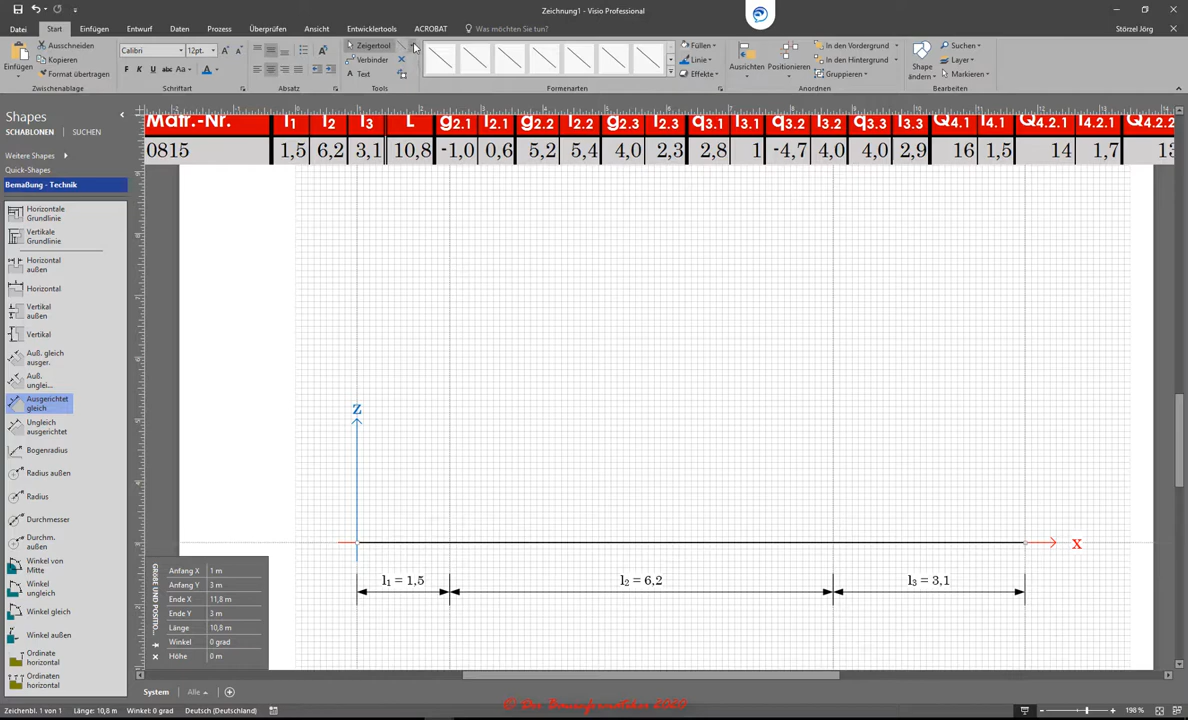 Zeichnung1 - Visio Professional
Datei Start Einfügen Entwurf Daten Prozess Überprüfen Ansicht Entwicklertools ACROBAT Was möchten Sie tun? Störzel Jörg
Einfügen
Ausschneiden
Kopieren
Format übertragen
Zwischenablage
Calibri 12pt.
F K U abc Aa A
Schriftart
Absatz
Zeigertool
Verbinder
A Text
Tools
Formenarten
Füllen
Linie
Effekte
Ausrichten Positionieren
In den Vordergrund
In den Hintergrund
Gruppieren
Anordnen
Shape ändern
Suchen
Layer
Markieren
Bearbeiten
Shapes
SCHABLONEN SUCHEN
Weitere Shapes
Quick-Shapes
Bemaßung - Technik
Horizontale Grundlinie
Vertikale Grundlinie
Horizontal außen
Horizontal
Vertikal außen
Vertikal
Auß. gleich ausger.
Auß. unglei...
Ausgerichtet gleich
Ungleich ausgerichtet
Bogenradius
Radius außen
Radius
Durchmesser
Durchm. außen
Winkel von Mitte
Winkel ungleich
Winkel gleich
Winkel außen
Ordinate horizontal
Ordinaten horizontal
Matr.-Nr. l1 l2 l3 L g2.1 l2.1 g2.2 l2.2 g2.3 l2.3 q3.1 l3.1 q3.2 l3.2 q3.3 l3.3 Q4.1 l4.1 Q4.2.1 l4.2.1 Q4.2.2
0815 1,5 6,2 3,1 10,8 -1,0 0,6 5,2 5,4 4,0 2,3 2,8 1 -4,7 4,0 4,0 2,9 16 1,5 14 1,7 13
z
x
l1 = 1,5 l2 = 6,2 l3 = 3,1
GRÖßE UND POSITIO...
Anfang X 1 m
Anfang Y 3 m
Ende X 11,8 m
Ende Y 3 m
Länge 10,8 m
Winkel 0 grad
Höhe 0 m
System Alle
© Der Bauinformatiker 2020
Zeichenbl. 1 von 1 Länge: 10,8 m Winkel: 0 grad Deutsch (Deutschland) 198 %